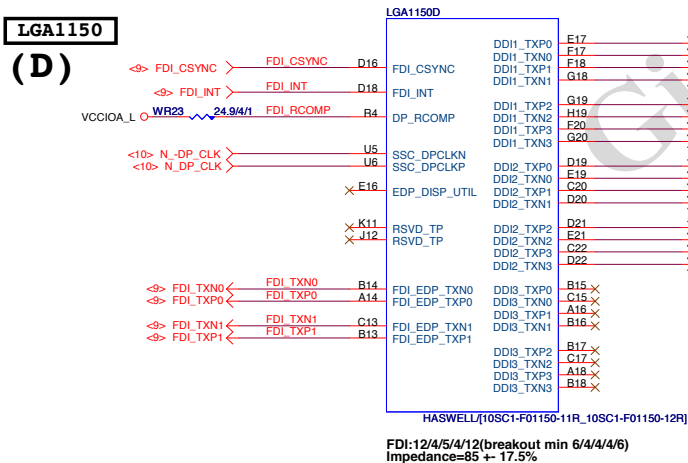 LGA1150
(D)
LGA1150D
<9> FDI_CSYNC FDI_CSYNC D16 FDI_CSYNC
<9> FDI_INT FDI_INT D18 FDI_INT
VCCIOA_L WR23 24.9/4/1 FDI_RCOMP R4 DP_RCOMP
<10> N_-DP_CLK U5 SSC_DPCLKN
<10> N_DP_CLK U6 SSC_DPCLKP
E16 EDP_DISP_UTIL
K11 RSVD_TP
J12 RSVD_TP
<9> FDI_TXN0 FDI_TXN0 B14 FDI_EDP_TXN0
<9> FDI_TXP0 FDI_TXP0 A14 FDI_EDP_TXP0
<9> FDI_TXN1 FDI_TXN1 C13 FDI_EDP_TXN1
<9> FDI_TXP1 FDI_TXP1 B13 FDI_EDP_TXP1
DDI1_TXP0 E17
DDI1_TXN0 F17
DDI1_TXP1 F18
DDI1_TXN1 G18
DDI1_TXP2 G19
DDI1_TXN2 H19
DDI1_TXP3 F20
DDI1_TXN3 G20
DDI2_TXP0 D19
DDI2_TXN0 E19
DDI2_TXP1 C20
DDI2_TXN1 D20
DDI2_TXP2 D21
DDI2_TXN2 E21
DDI2_TXP3 C22
DDI2_TXN3 D22
DDI3_TXP0 B15
DDI3_TXN0 C15
DDI3_TXP1 A16
DDI3_TXN1 B16
DDI3_TXP2 B17
DDI3_TXN2 C17
DDI3_TXP3 A18
DDI3_TXN3 B18
HASWELL/[10SC1-F01150-11R_10SC1-F01150-12R]
FDI:12/4/5/4/12(breakout min 6/4/4/4/6)
Impedance=85 +- 17.5%
Gi